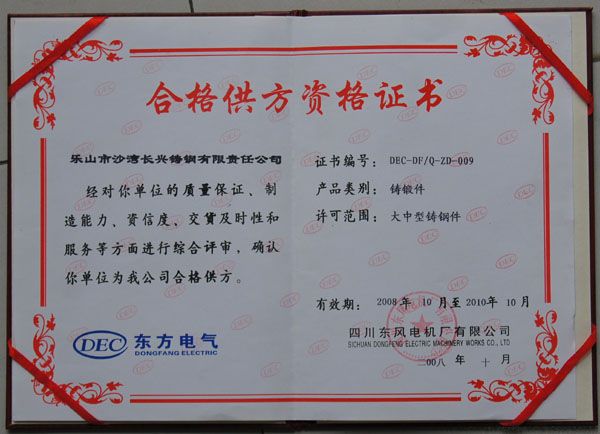 合格供方资格证书
乐山市沙湾长兴铸钢有限责任公司
经对你单位的质量保证、制
造能力、资信度、交貨及时性和
服务等方面进行综合评审，确认
你单位为我公司合格供方。
DEC 东方电气
DONGFANG ELECTRIC
证书编号： DEC-DF/Q-ZD-009
产品类别： 铸锻件
许可范围： 大中型铸钢件
有效期： 2008年 10月至2010年 10月
四川东风电机厂有限公司
SICHUAN DONGFENG ELECTRIC MACHINERY WORKS CO., LTD
二00八年 十月